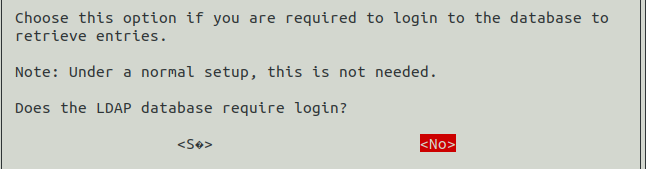 Choose this option if you are required to login to the database to
retrieve entries.
Note: Under a normal setup, this is not needed.
Does the LDAP database require login?
<S�> <No>